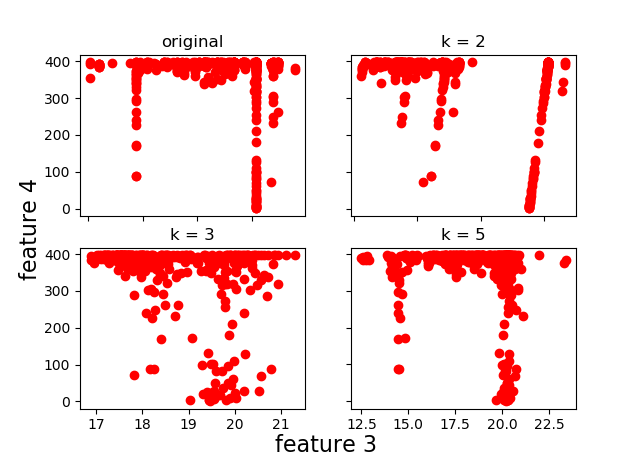 original
k = 2
400
300
200
100
0
feature 4
k = 3
k = 5
400
300
200
100
0
17 18 19 20 21
12.5 15.0 17.5 20.0 22.5
feature 3